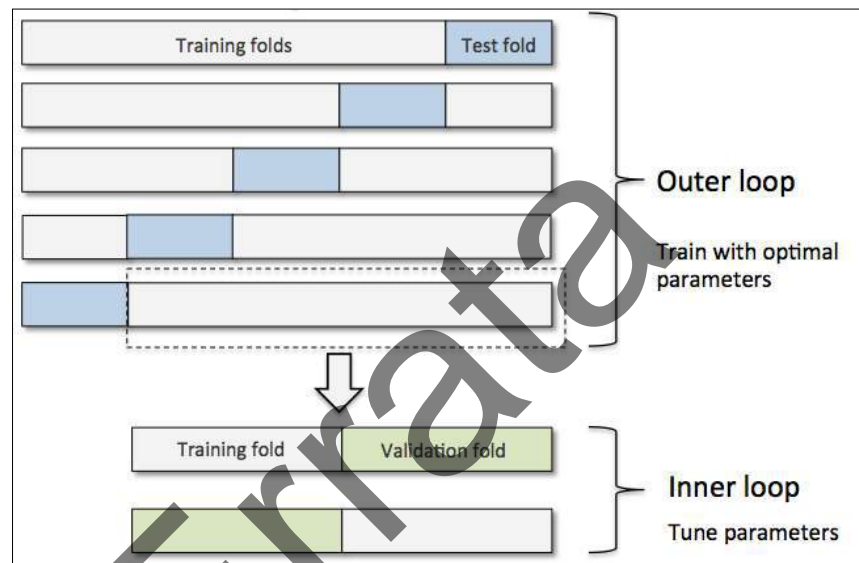 Training folds
Test fold
Outer loop
Train with optimal
parameters
Training fold
Validation fold
Inner loop
Tune parameters
Errata